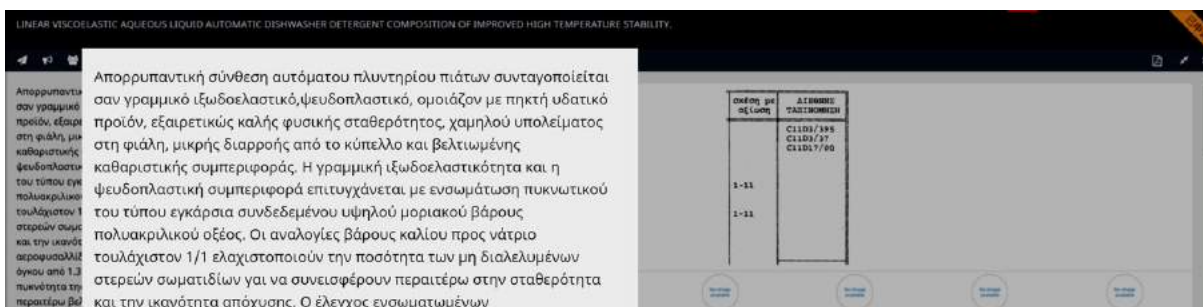 LINEAR VISCOELASTIC AQUEOUS LIQUID AUTOMATIC DISHWASHER DETERGENT COMPOSITION OF IMPROVED HIGH TEMPERATURE STABILITY.
Απορρυπαντική σύνθεση αυτόματου πλυντηρίου πιάτων συνταγοποίείται
σαν γραμμικό ιξωδοελαστικό,ψευδοπλαστικό, ομοιάζον με πηκτή υδατικό
προϊόν, εξαιρετικώς καλής φυσικής σταθερότητος, χαμηλού υπολείματος
στη φιάλη, μικρής διαρροής από το κύπελλο και βελτιωμένης
καθαριστικής συμπεριφοράς. Η γραμμική ιξωδοελαστικότητα και η
ψευδοπλαστική συμπεριφορά επιτυγχάνεται με ενσωμάτωση πυκνωτικού
του τύπου εγκάρσια συνδεδεμένου υψηλού μοριακού βάρους
πολυακριλικού οξέος. Οι αναλογίες βάρους καλίου προς νάτριο
τουλάχιστον 1/1 ελαχιστοποιούν την ποσότητα των μη διαλελυμένων
στερεών σωματιδίων γαι να συνεισφέρουν περαιτέρω στην σταθερότητα
και την ικανότητα απόχυσης. Ο έλεγχος ενσωματωμένων
σχέση με
αξίωση
ΔΙΕΘΝΗΣ
ΤΑΞΙΝΟΜΗΣΗ
C11D3/395
C11D3/37
C11D17/00
1-11
1-11